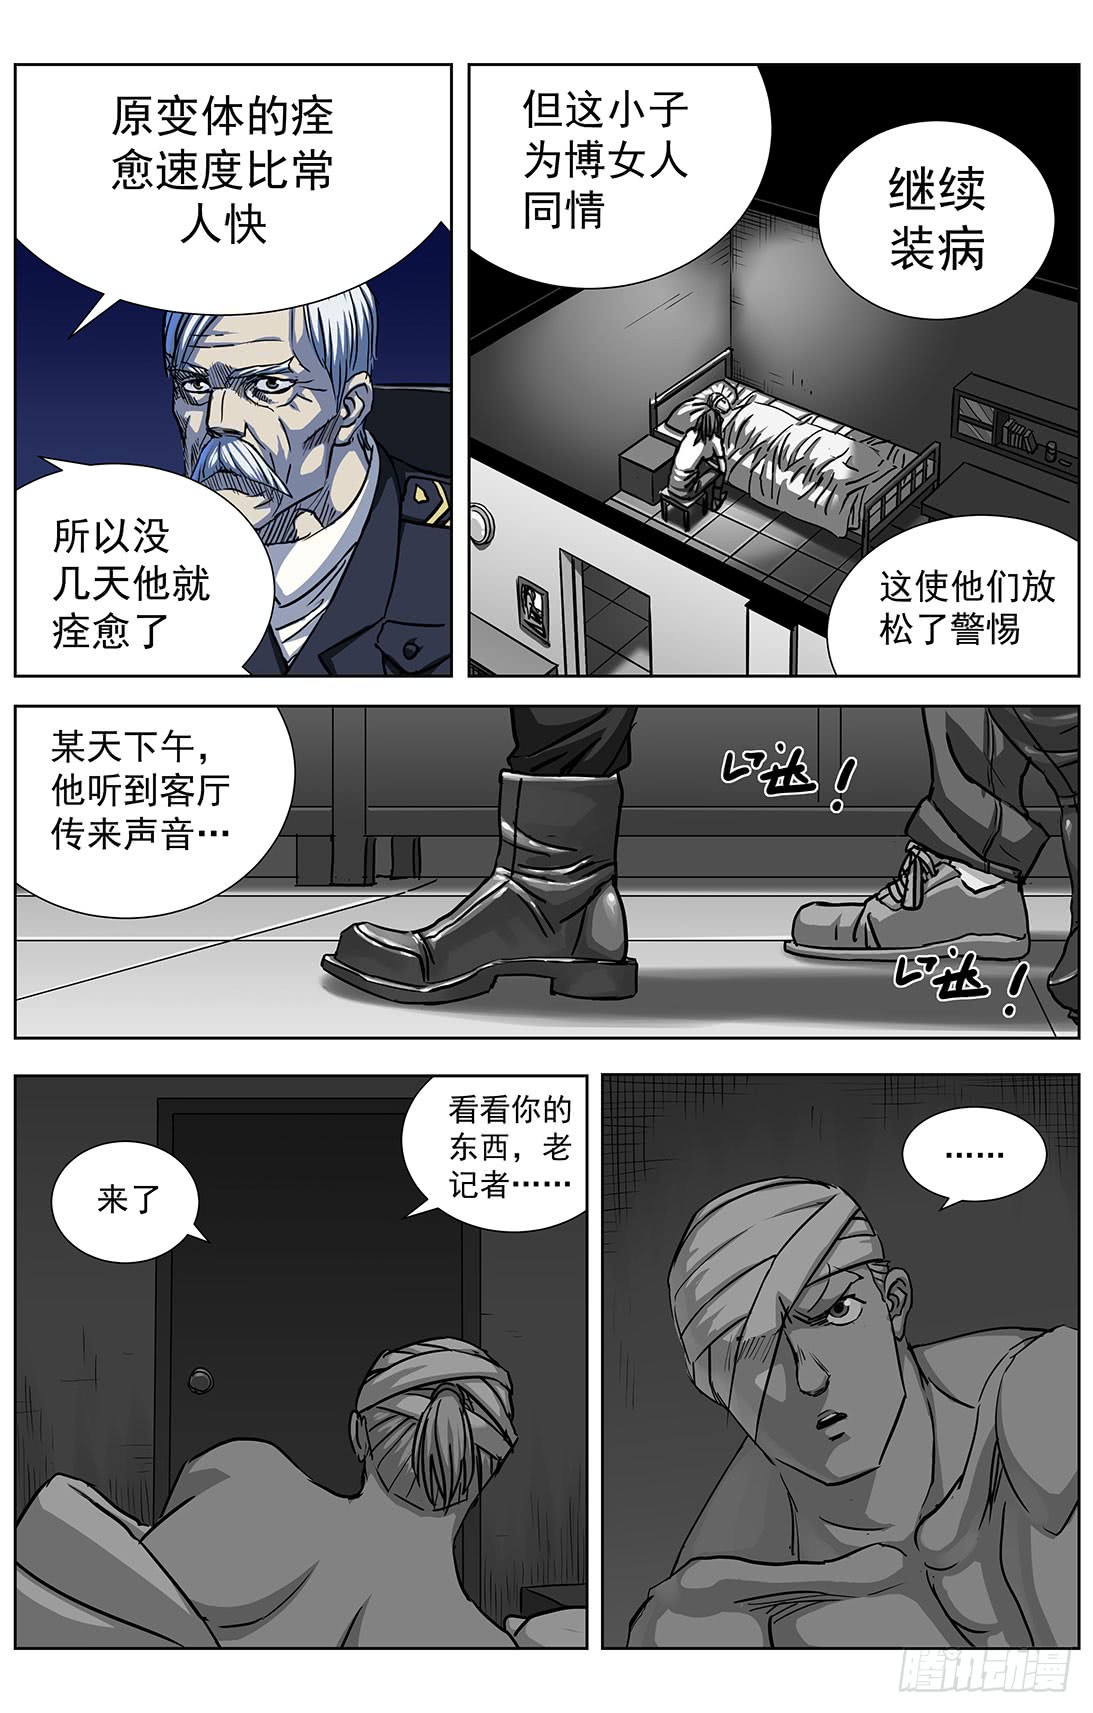 原变体的痊
愈速度比常
人快
所以没
几天他就
痊愈了
但这小子
为博女人
同情
继续
装病
这使他们放
松了警惕
某天下午，
他听到客厅
传来声音…
看看你的
东西，老
记者……
来了
……
腾讯动漫